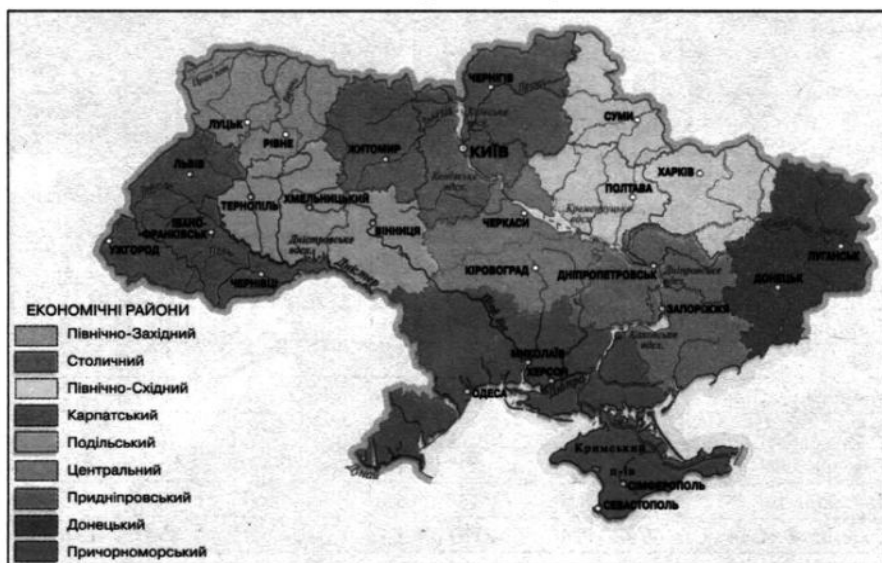 ЧЕРНІГІВ
ЛУЦЬК
РІВНЕ
СУМИ
ЖИТОМИР
КИЇВ
ЛЬВІВ
ХАРКІВ
ПОЛТАВА
ТЕРНОПІЛЬ
ХМЕЛЬНИЦЬКИЙ
ВІННИЦЯ
ЧЕРКАСИ
ІВАНО-
ФРАНКІВСЬК
УЖГОРОД
ЧЕРНІВЦІ
КІРОВОГРАД
ДНІПРОПЕТРОВСЬК
ЛУГАНСЬК
ДОНЕЦЬК
ЗАПОРІЖЖЯ
МИКОЛАЇВ
ХЕРСОН
ОДЕСА
Кримський
п-ів
СІМФЕРОПОЛЬ
СЕВАСТОПОЛЬ
ЕКОНОМІЧНІ РАЙОНИ
Північно-Західний
Столичний
Північно-Східний
Карпатський
Подільський
Центральний
Придніпровський
Донецький
Причорноморський